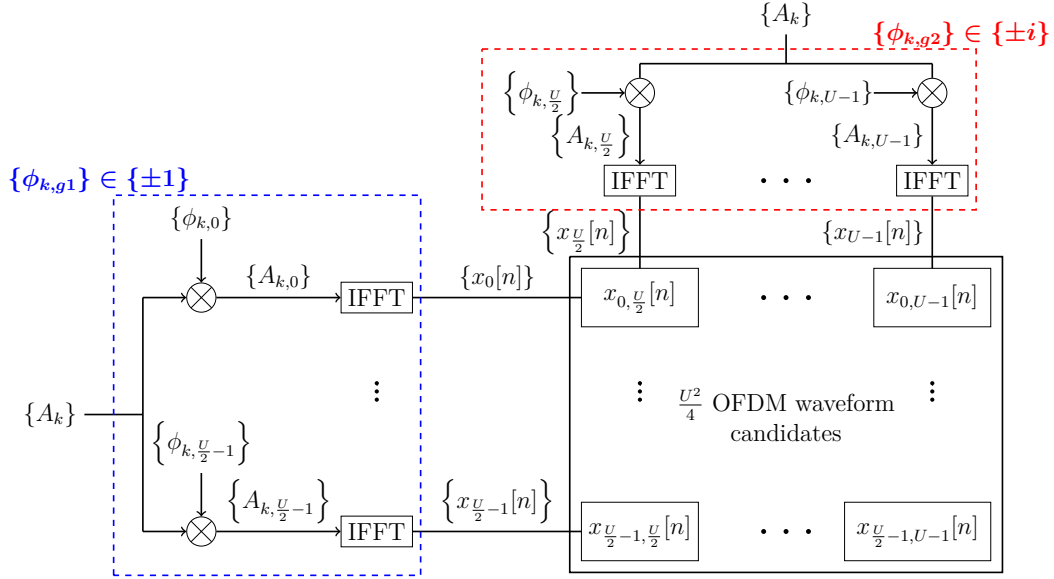 {A_k}
{ϕ_{k,g2}} ∈ {±i}
{ϕ_{k,U/2}}
{ϕ_{k,U−1}}
{A_{k,U/2}}
{A_{k,U−1}}
IFFT
· · ·
IFFT
{x_{U/2}[n]}
{x_{U−1}[n]}
{ϕ_{k,g1}} ∈ {±1}
{ϕ_{k,0}}
{A_{k,0}}
IFFT
{x_0[n]}
x_{0,U/2}[n]
· · ·
x_{0,U−1}[n]
{A_k}
⋮
⋮
⋮
U²/4 OFDM waveform
candidates
{ϕ_{k,U/2−1}}
{A_{k,U/2−1}}
IFFT
{x_{U/2−1}[n]}
x_{U/2−1,U/2}[n]
· · ·
x_{U/2−1,U−1}[n]